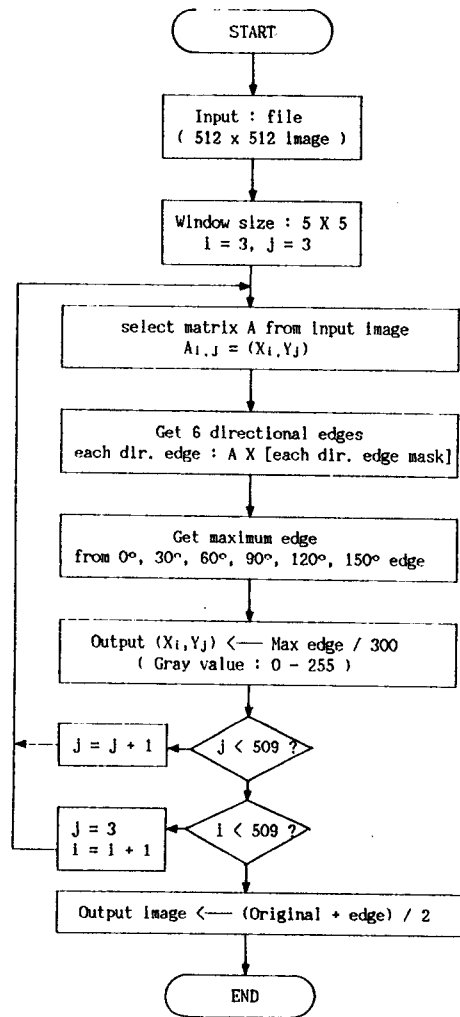 START
Input : file
( 512 x 512 image )
Window size : 5 X 5
i = 3, j = 3
select matrix A from input image
Ai,j = (Xi,Yj)
Get 6 directional edges
each dir. edge : A X [each dir. edge mask]
Get maximum edge
from 0°, 30°, 60°, 90°, 120°, 150° edge
Output (Xi,Yj) <── Max edge / 300
( Gray value : 0 - 255 )
j = j + 1
j < 509 ?
j = 3
i = i + 1
i < 509 ?
Output image <── (Original + edge) / 2
END